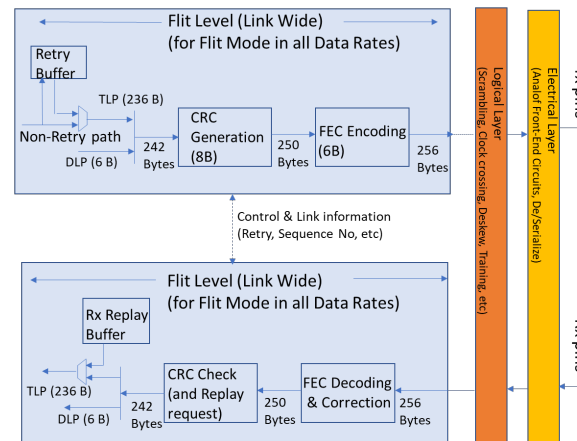 Flit Level (Link Wide)
(for Flit Mode in all Data Rates)
Retry
Buffer
TLP (236 B)
Non-Retry path
DLP (6 B)
242
Bytes
CRC
Generation
(8B)
250
Bytes
FEC Encoding
(6B)
256
Bytes
Control & Link information
(Retry, Sequence No, etc)
Flit Level (Link Wide)
(for Flit Mode in all Data Rates)
Rx Replay
Buffer
TLP (236 B)
DLP (6 B)
242
Bytes
CRC Check
(and Replay
request)
250
Bytes
FEC Decoding
& Correction
256
Bytes
Logical Layer
(Scrambling, Clock crossing, Deskew, Training, etc)
Electrical Layer
(Analof Front-End Circuits, De/Serialize)